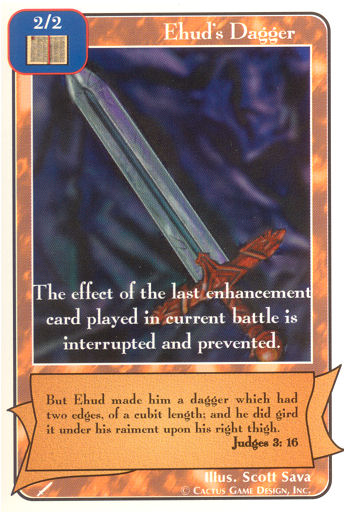 2/2
Ehud's Dagger
The effect of the last enhancement
card played in current battle is
interrupted and prevented.
But Ehud made him a dagger which had
two edges, of a cubit length; and he did gird
it under his raiment upon his right thigh.
Judges 3: 16
Illus. Scott Sava
© Cactus Game Design, Inc.